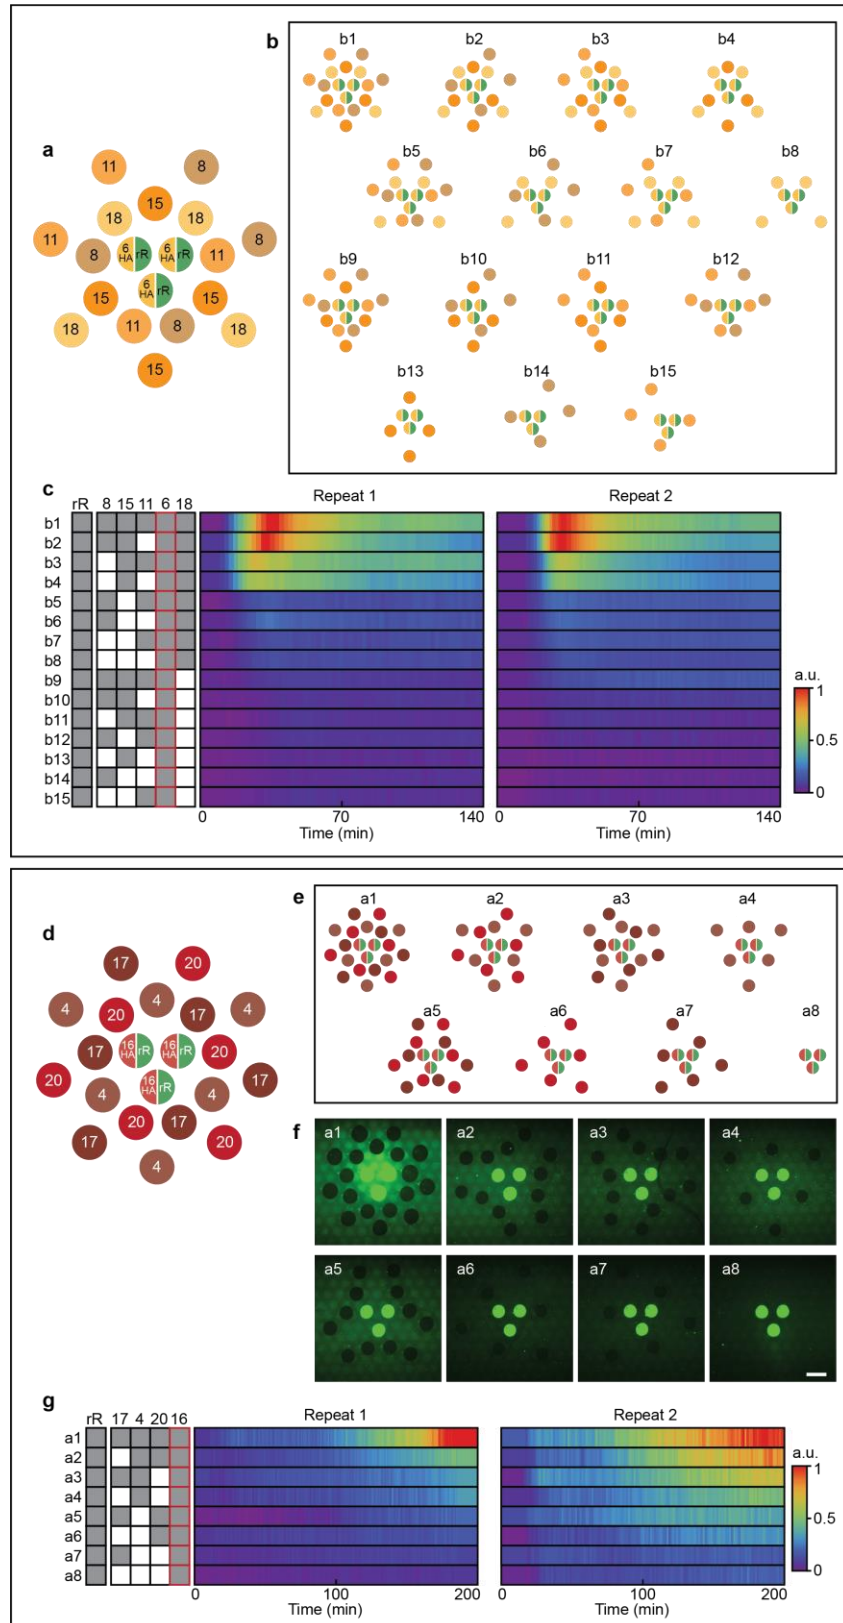 b
b1 b2 b3 b4
a
11 8
15
18 18
11 8
6 HA rR 6 HA rR
8 11
6 HA rR
15 15
18 11 8 18
15
b5 b6 b7 b8
b9 b10 b11 b12
b13 b14 b15
c
rR 8 15 11 6 18 Repeat 1 Repeat 2
b1
b2
b3
b4
b5
b6
b7
b8
b9
b10
b11
b12
b13
b14
b15
a.u.
1
0.5
0
0 70 140 0 70 140
Time (min) Time (min)
d
17 20
4 4 4
20 17
17 16 HA rR 16 HA rR 20
20 16 HA rR 17
4 4
17 20 17 20
4
e
a1 a2 a3 a4
a5 a6 a7 a8
f
a1 a2 a3 a4
a5 a6 a7 a8
g
rR 17 4 20 16 Repeat 1 Repeat 2
a1
a2
a3
a4
a5
a6
a7
a8
a.u.
1
0.5
0
0 100 200 0 100 200
Time (min) Time (min)